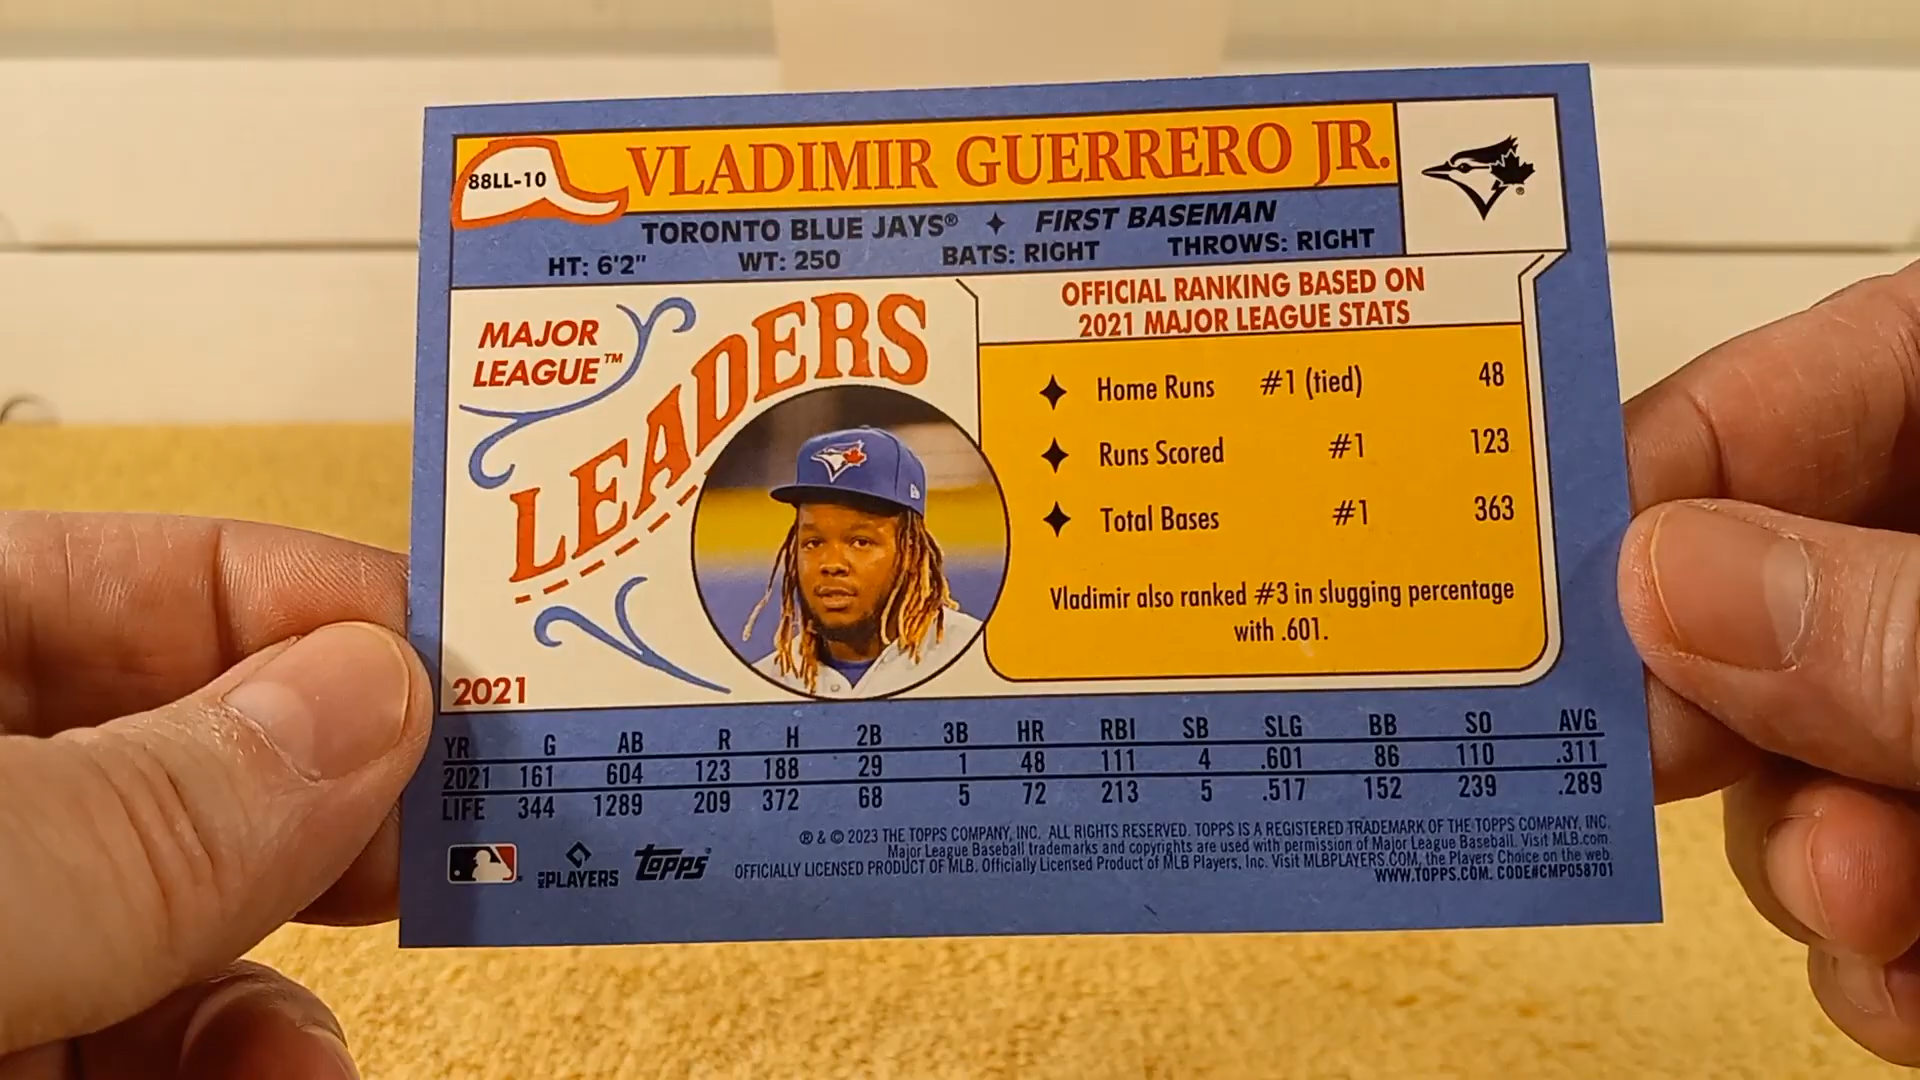 88LL-10
VLADIMIR GUERRERO JR.
TORONTO BLUE JAYS® ✦ FIRST BASEMAN
HT: 6'2" WT: 250 BATS: RIGHT THROWS: RIGHT
MAJOR
LEAGUE™
LEADERS
2021
OFFICIAL RANKING BASED ON
2021 MAJOR LEAGUE STATS
✦ Home Runs #1 (tied) 48
✦ Runs Scored #1 123
✦ Total Bases #1 363
Vladimir also ranked #3 in slugging percentage
with .601.
YR G AB R H 2B 3B HR RBI SB SLG BB SO AVG
2021 161 604 123 188 29 1 48 111 4 .601 86 110 .311
LIFE 344 1289 209 372 68 5 72 213 5 .517 152 239 .289
® & © 2023 THE TOPPS COMPANY, INC. ALL RIGHTS RESERVED. TOPPS IS A REGISTERED TRADEMARK OF THE TOPPS COMPANY, INC.
Major League Baseball trademarks and copyrights are used with permission of Major League Baseball. Visit MLB.com
OFFICIALLY LICENSED PRODUCT OF MLB. Officially Licensed Product of MLB Players, Inc. Visit MLBPLAYERS.COM, the Players Choice on the web.
WWW.TOPPS.COM. CODE#CMP058701
PLAYERS
topps®